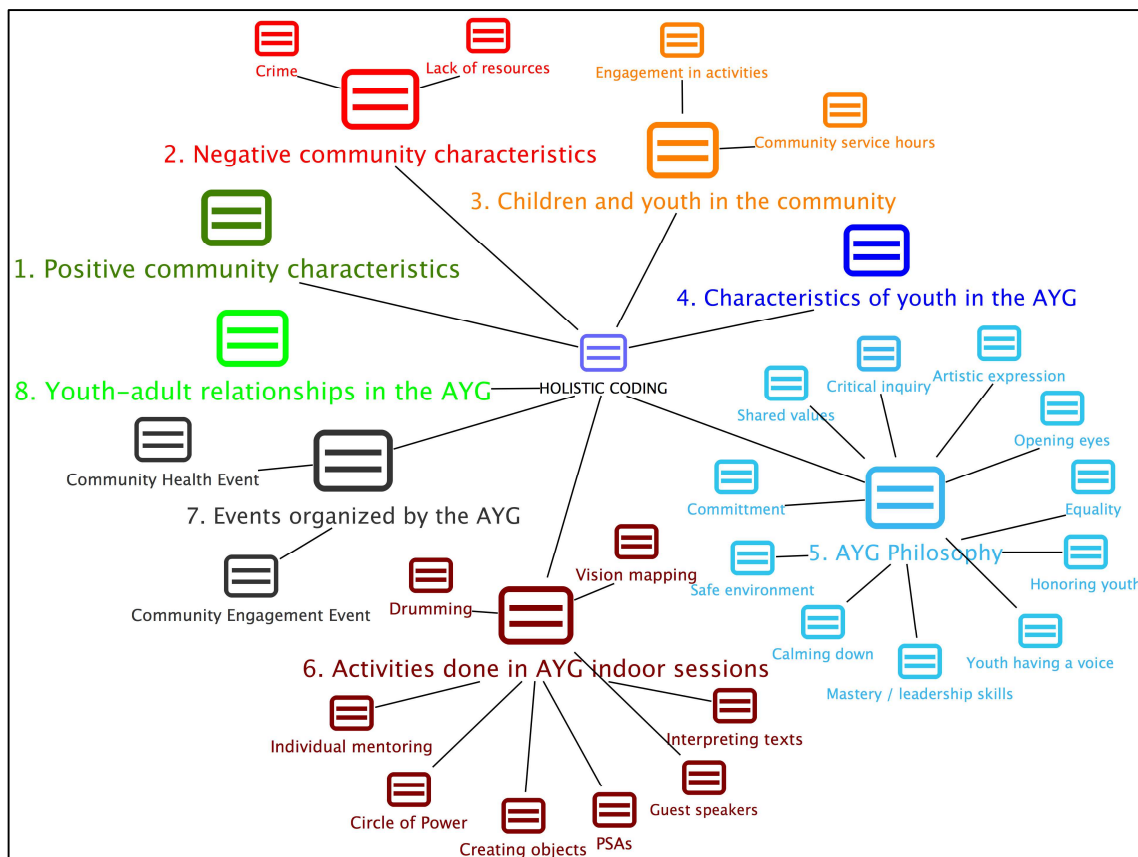 Crime
Lack of resources
2. Negative community characteristics
Engagement in activities
Community service hours
3. Children and youth in the community
1. Positive community characteristics
4. Characteristics of youth in the AYG
8. Youth-adult relationships in the AYG
HOLISTIC CODING
Shared values
Critical inquiry
Artistic expression
Opening eyes
Committment
Equality
5. AYG Philosophy
Safe environment
Honoring youth
Calming down
Youth having a voice
Mastery / leadership skills
Community Health Event
7. Events organized by the AYG
Community Engagement Event
Vision mapping
Drumming
6. Activities done in AYG indoor sessions
Individual mentoring
Interpreting texts
Circle of Power
Guest speakers
Creating objects
PSAs